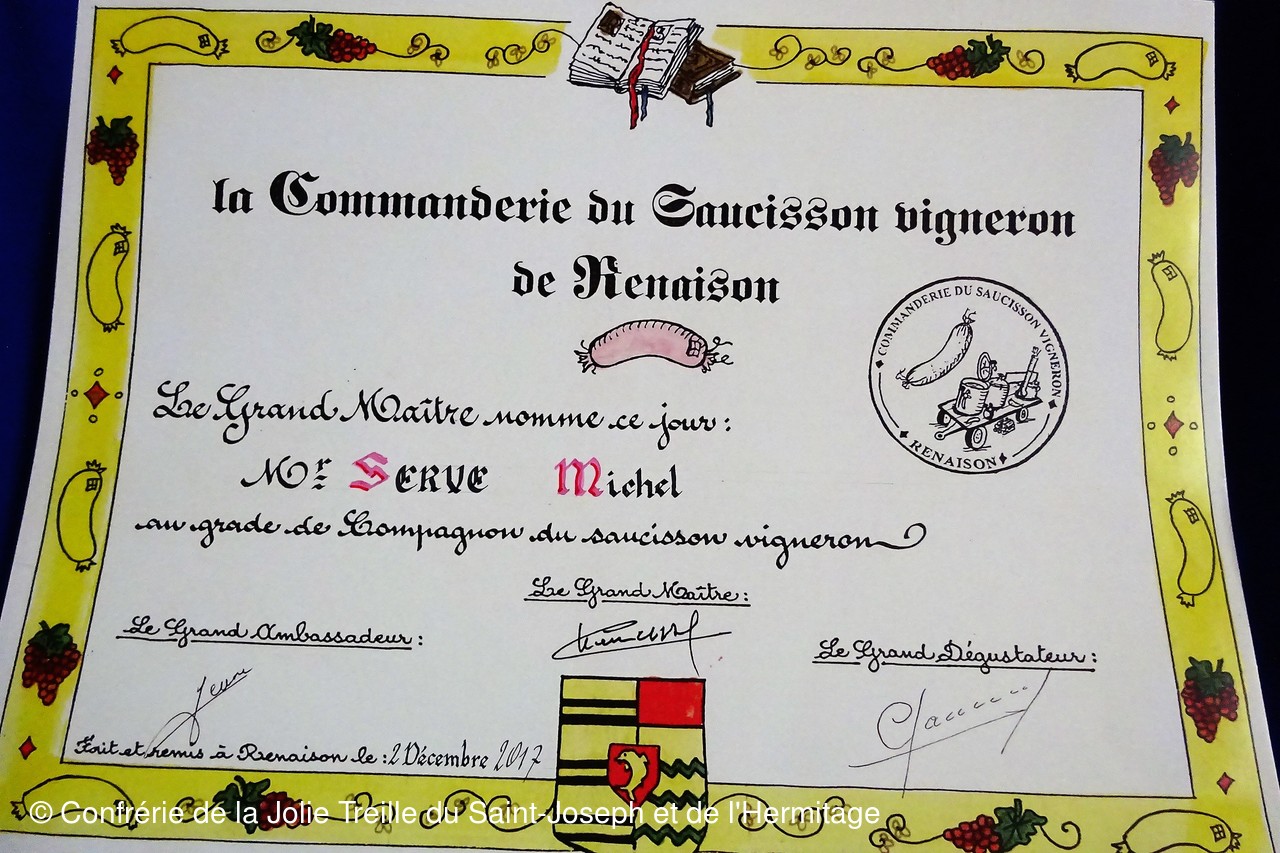 la Commanderie du Saucisson vigneron
de Renaison
COMMANDERIE DU SAUCISSON VIGNERON
RENAISON
Le Grand Maître nomme ce jour :
Mr Serve Michel
au grade de Compagnon du saucisson vigneron
Le Grand Maître :
Le Grand Ambassadeur :
Le Grand Dégustateur :
Fait et remis à Renaison le : 2 Décembre 2017
© Confrérie de la Jolie Treille du Saint-Joseph et de l'Hermitage